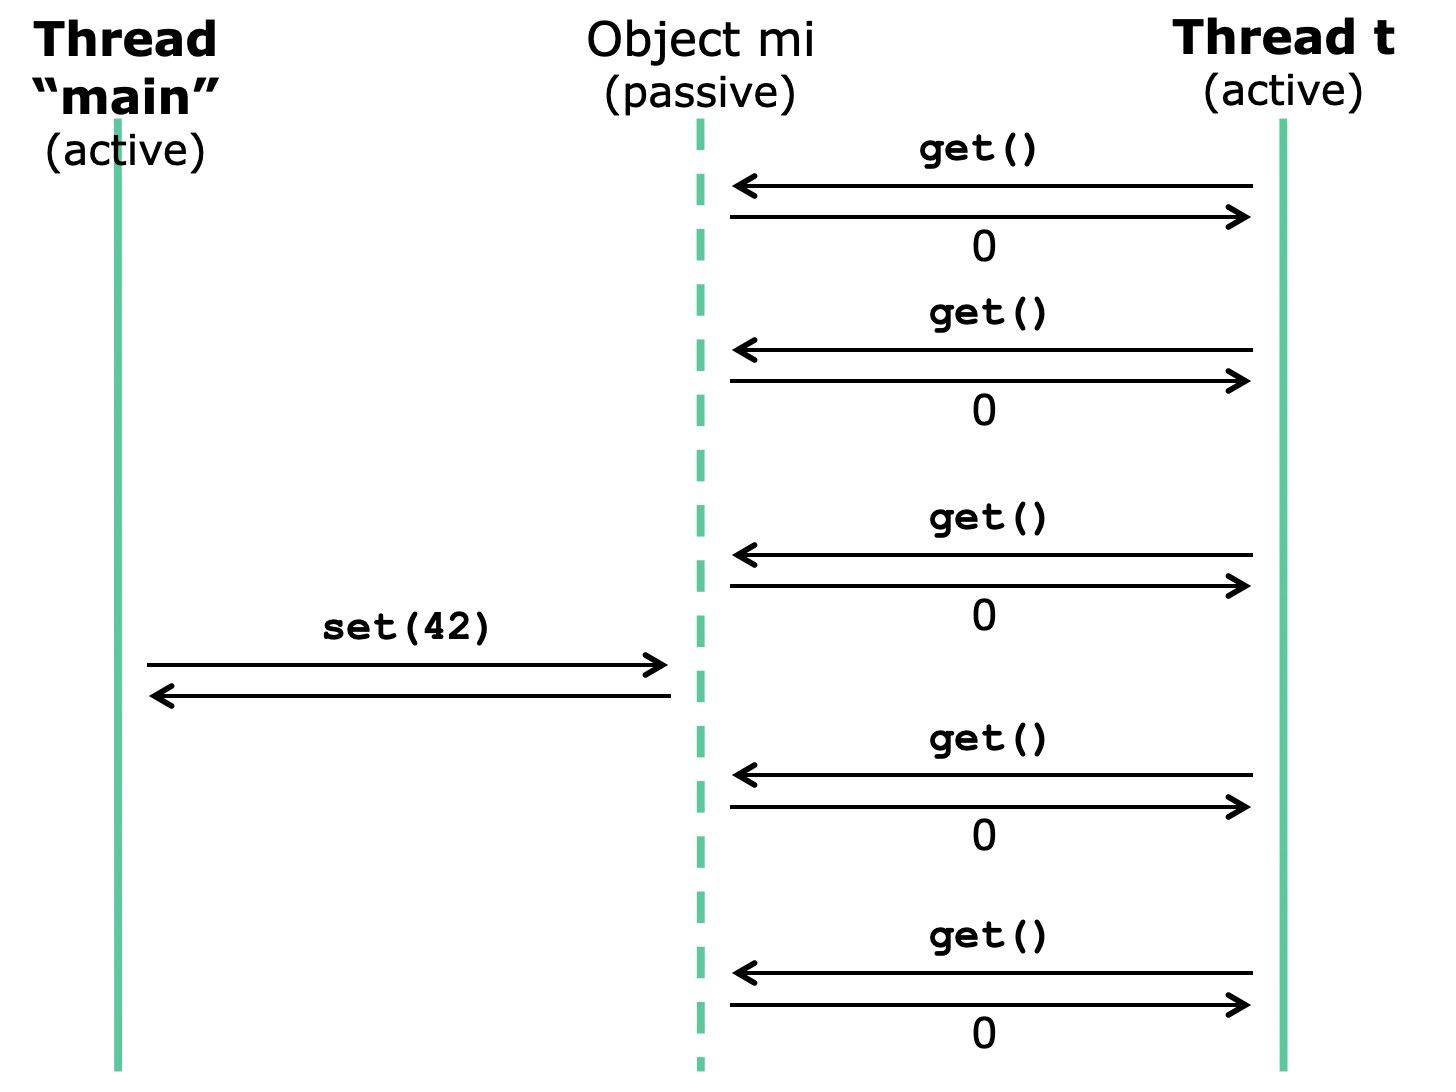 Thread
“main”
(active)
Object mi
(passive)
Thread t
(active)
get()
0
get()
0
get()
0
set(42)
get()
0
get()
0